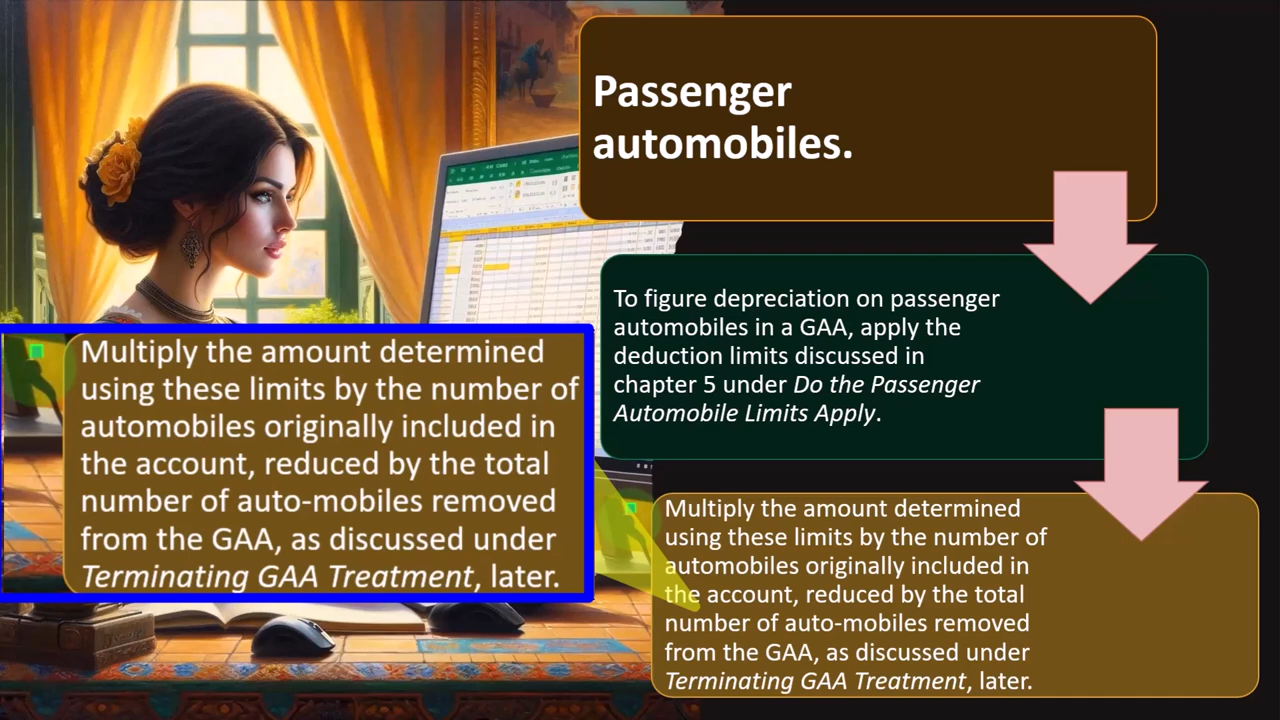 Passenger
automobiles.
To figure depreciation on passenger
automobiles in a GAA, apply the
deduction limits discussed in
chapter 5 under Do the Passenger
Automobile Limits Apply.
Multiply the amount determined
using these limits by the number of
automobiles originally included in
the account, reduced by the total
number of auto-mobiles removed
from the GAA, as discussed under
Terminating GAA Treatment, later.
Multiply the amount determined
using these limits by the number of
automobiles originally included in
the account, reduced by the total
number of auto-mobiles removed
from the GAA, as discussed under
Terminating GAA Treatment, later.